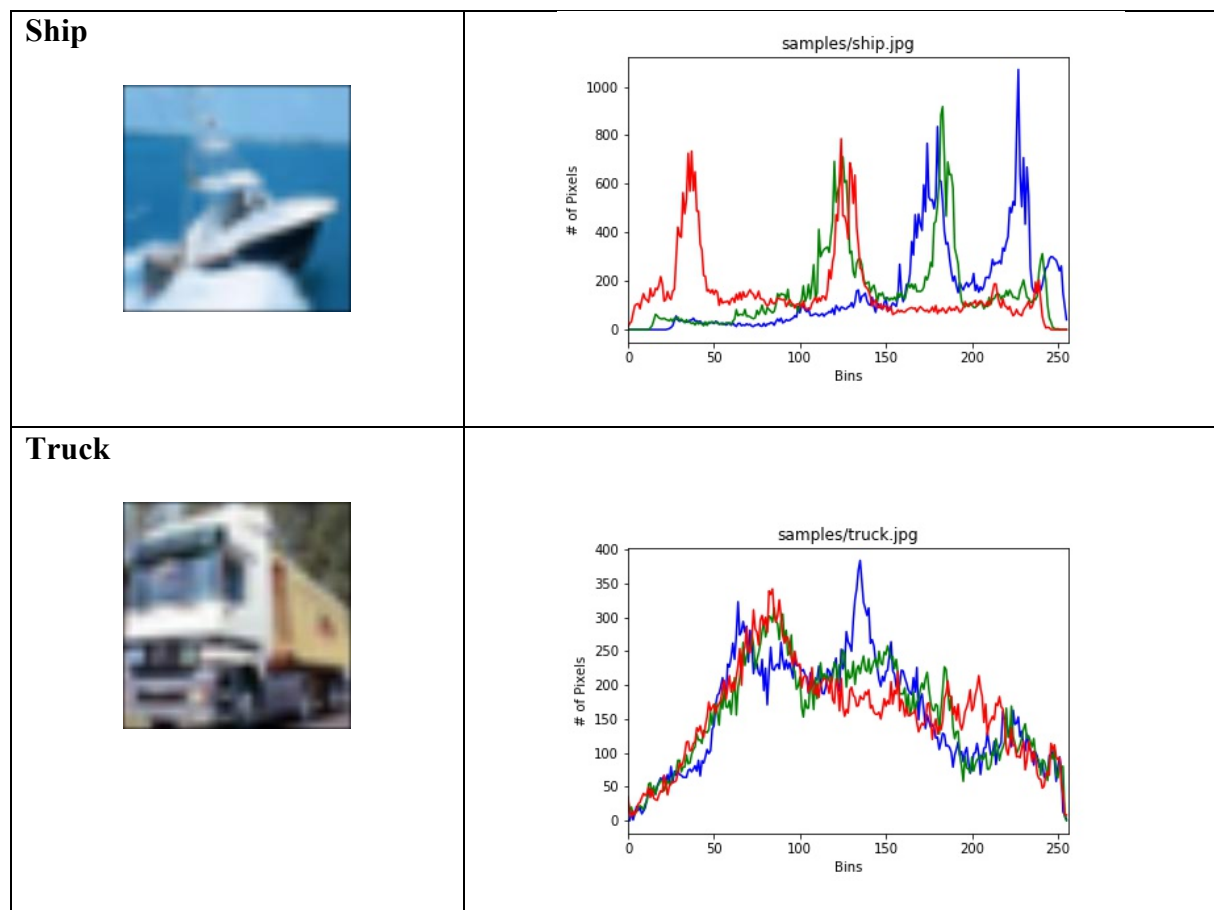 Ship
samples/ship.jpg
1000
800
600
400
200
0
# of Pixels
0 50 100 150 200 250
Bins
Truck
samples/truck.jpg
400
350
300
250
200
150
100
50
0
# of Pixels
0 50 100 150 200 250
Bins